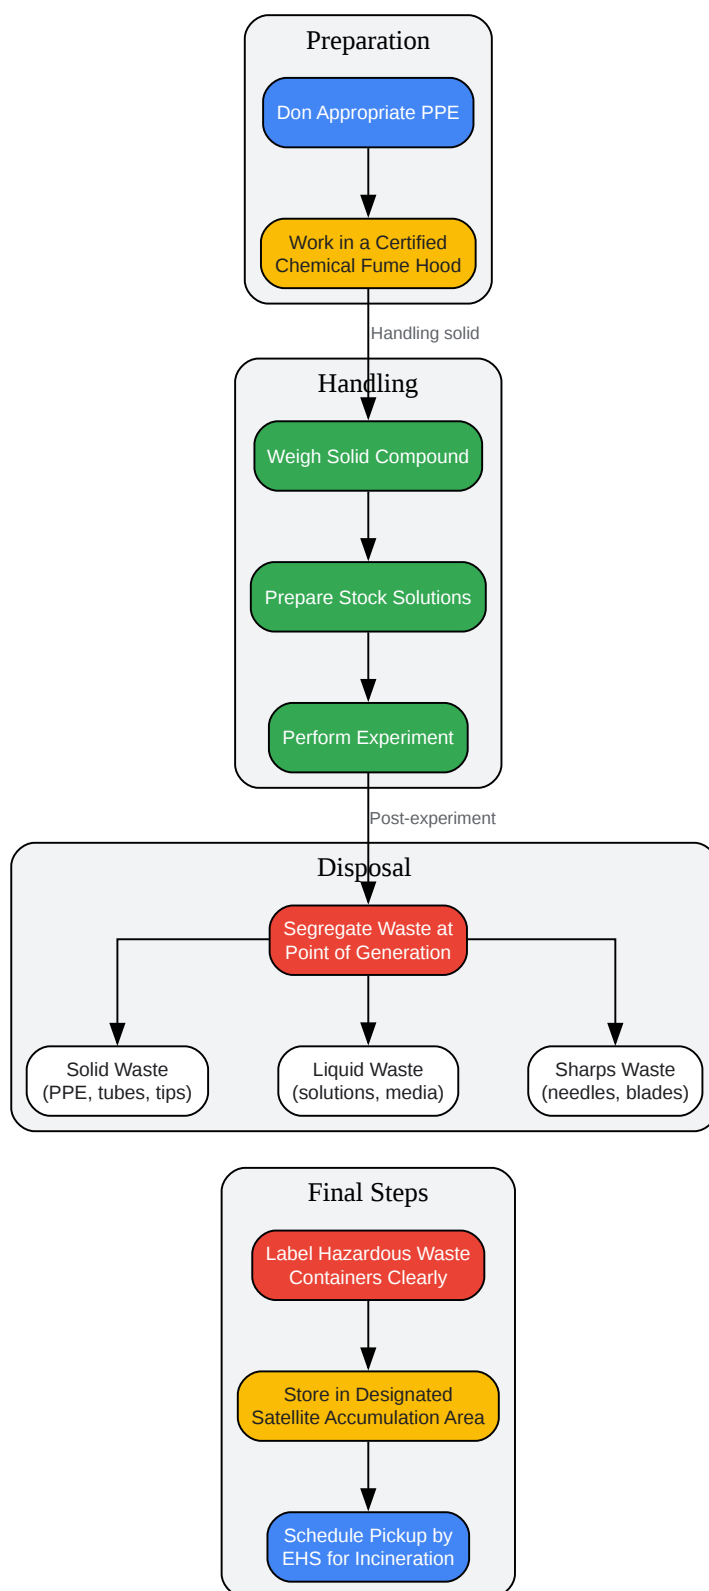 Preparation
Don Appropriate PPE
Work in a Certified
Chemical Fume Hood
Handling solid
Handling
Weigh Solid Compound
Prepare Stock Solutions
Perform Experiment
Post-experiment
Disposal
Segregate Waste at
Point of Generation
Solid Waste
(PPE, tubes, tips)
Liquid Waste
(solutions, media)
Sharps Waste
(needles, blades)
Final Steps
Label Hazardous Waste
Containers Clearly
Store in Designated
Satellite Accumulation Area
Schedule Pickup by
EHS for Incineration